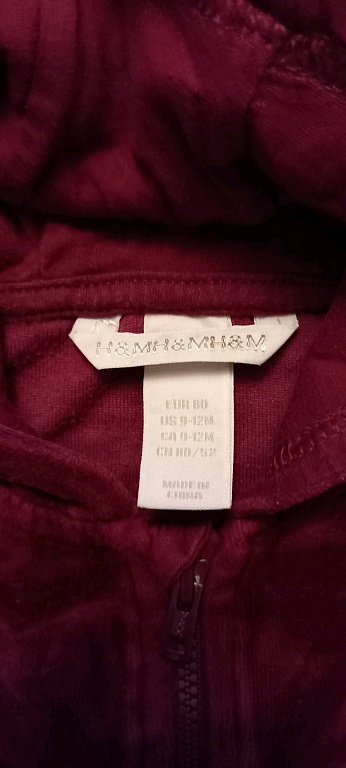 H&MH&MH&M
EUR 80
US 9-12M
CA 9-12M
CN 80/52
MADE IN
CHINA